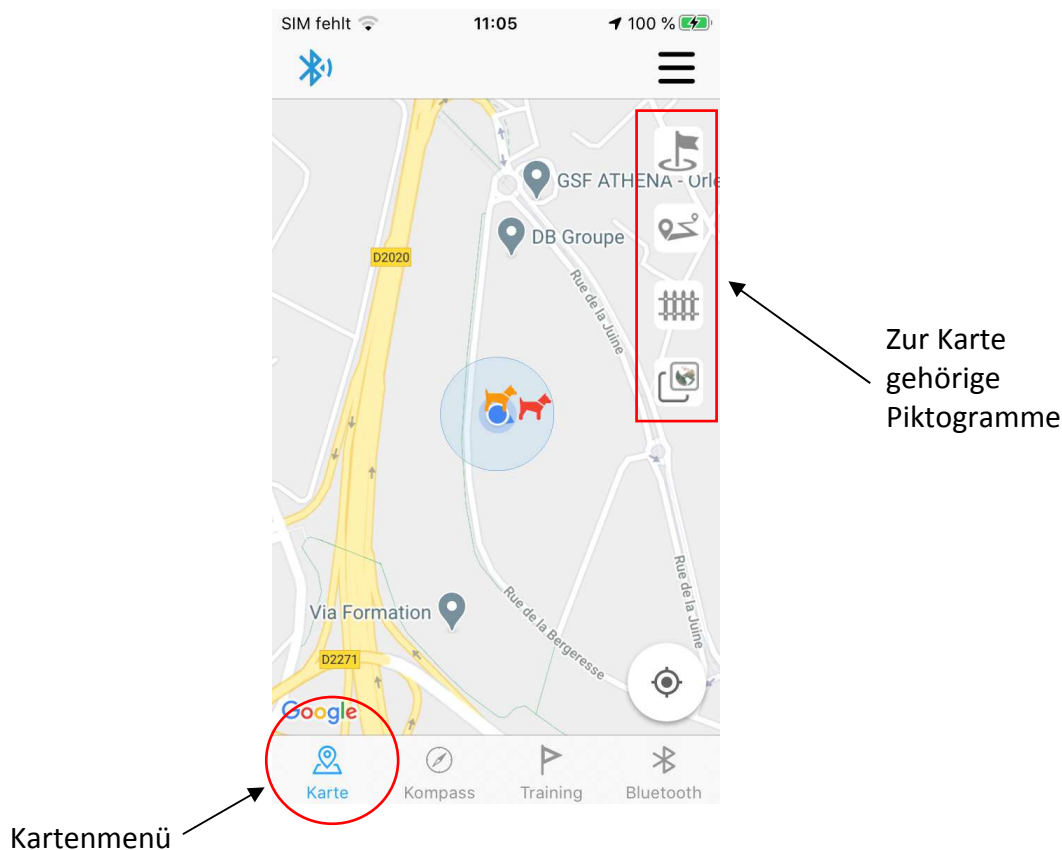 SIM fehlt 11:05 100 %
GSF ATHENA - Orle
DB Groupe
D2020
Rue de la Juine
Zur Karte
gehörige
Piktogramme
Rue de la Juine
Via Formation
Rue de la Bergeresse
D2271
Google
Karte Kompass Training Bluetooth
Kartenmenü